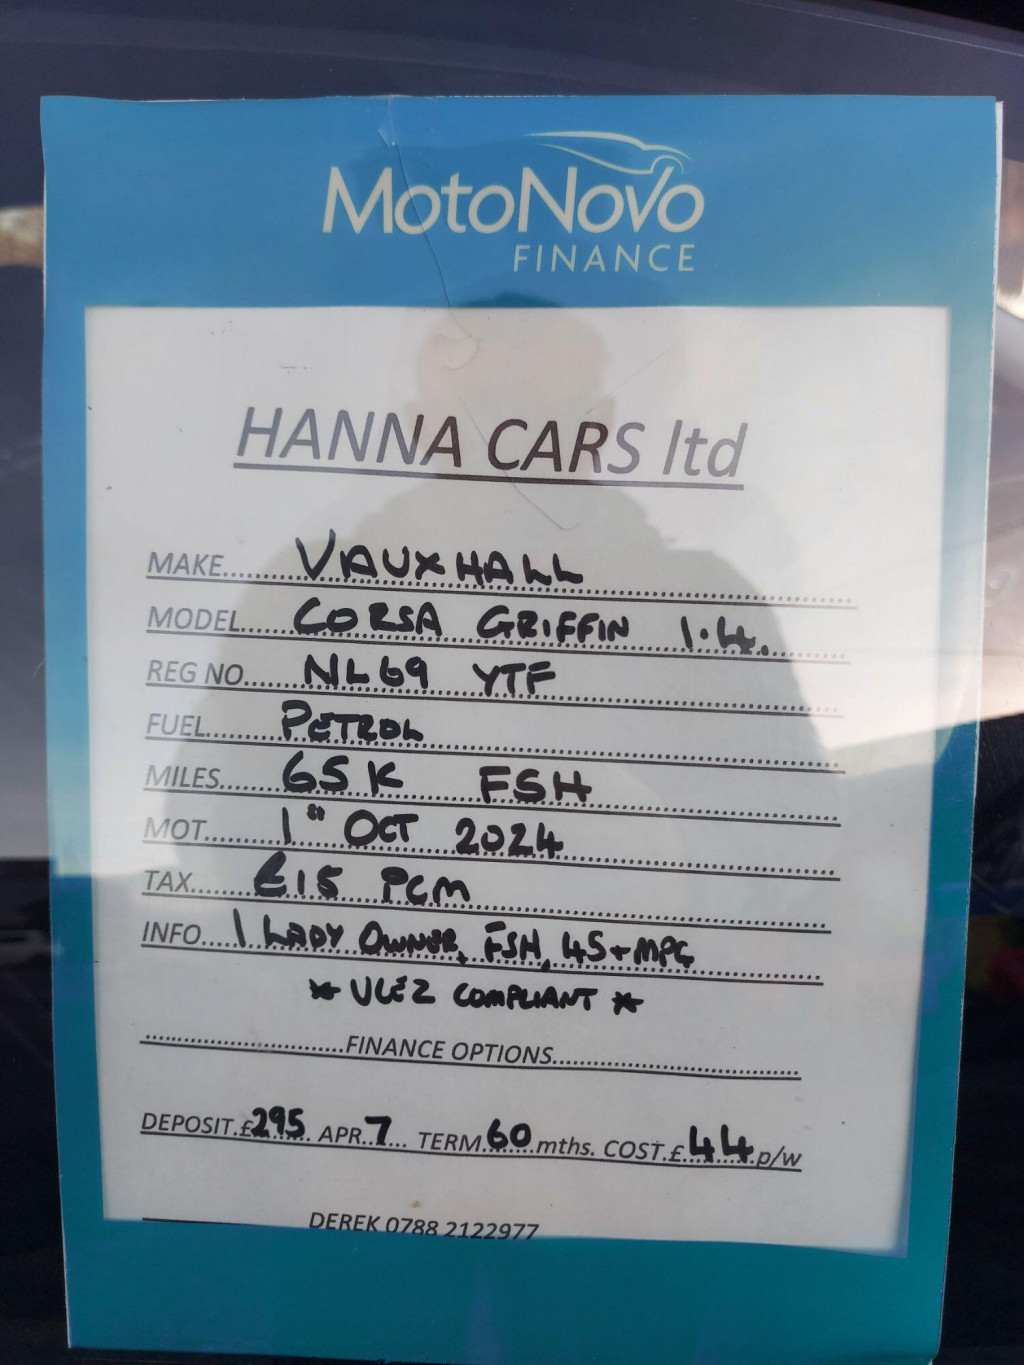 MOTONOVO
FINANCE
HANNA CARS ltd
MAKE.....VAUXHALL
MODEL.....CORSA GRIFFIN 1.4.
REG NO.....NL69 YTF
FUEL.....PETROL
MILES.....65K FSH
MOT.....1ST OCT 2024
TAX.....£15 PCM
INFO....1 LADY OWNER, FSH, 45+MPG
* ULEZ COMPLIANT *
.....FINANCE OPTIONS.....
DEPOSIT.£295..... APR..7... TERM.60....mths. COST.£.44....p/w
DEREK 0788 2122977